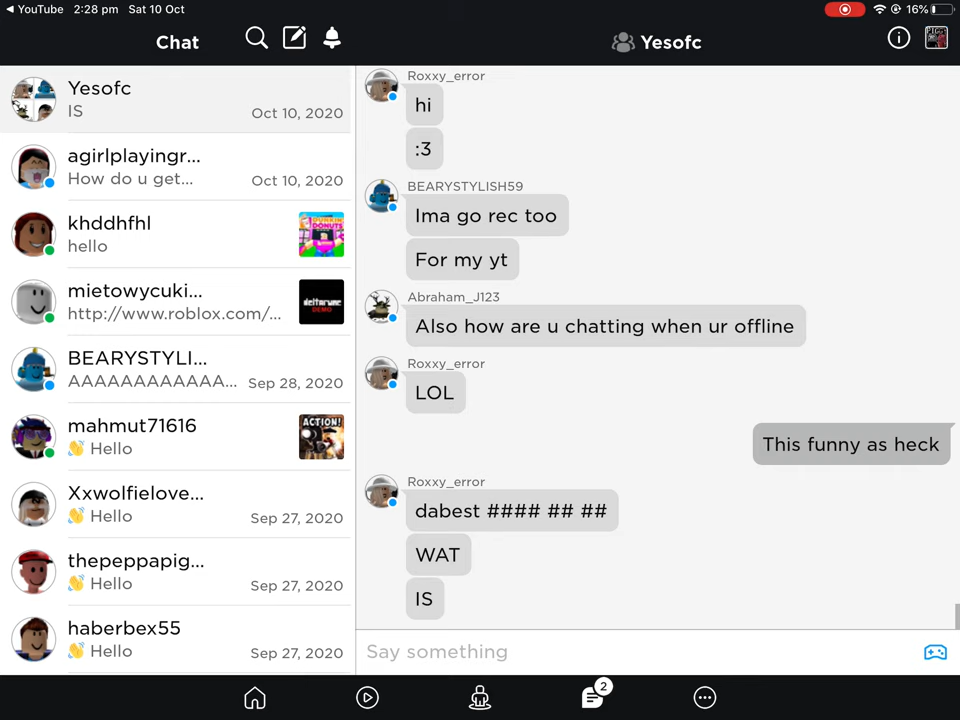 ◀ YouTube 2:28 pm Sat 10 Oct 16%
Chat
Yesofc
Yesofc
IS Oct 10, 2020
agirlplayingr...
How do u get... Oct 10, 2020
khddhfhl
hello
mietowycuki...
http://www.roblox.com/...
BEARYSTYLI...
AAAAAAAAAAAA... Sep 28, 2020
mahmut71616
👋 Hello
ACTION!
Xxwolfielove...
👋 Hello Sep 27, 2020
thepeppapig...
👋 Hello Sep 27, 2020
haberbex55
👋 Hello Sep 27, 2020
Roxxy_error
hi
:3
BEARYSTYLISH59
Ima go rec too
For my yt
Abraham_J123
Also how are u chatting when ur offline
Roxxy_error
LOL
This funny as heck
Roxxy_error
dabest #### ## ##
WAT
IS
Say something
2